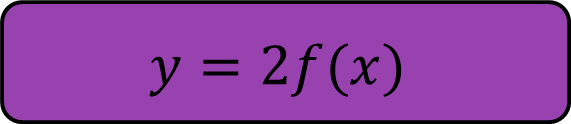 y = 2f(x)